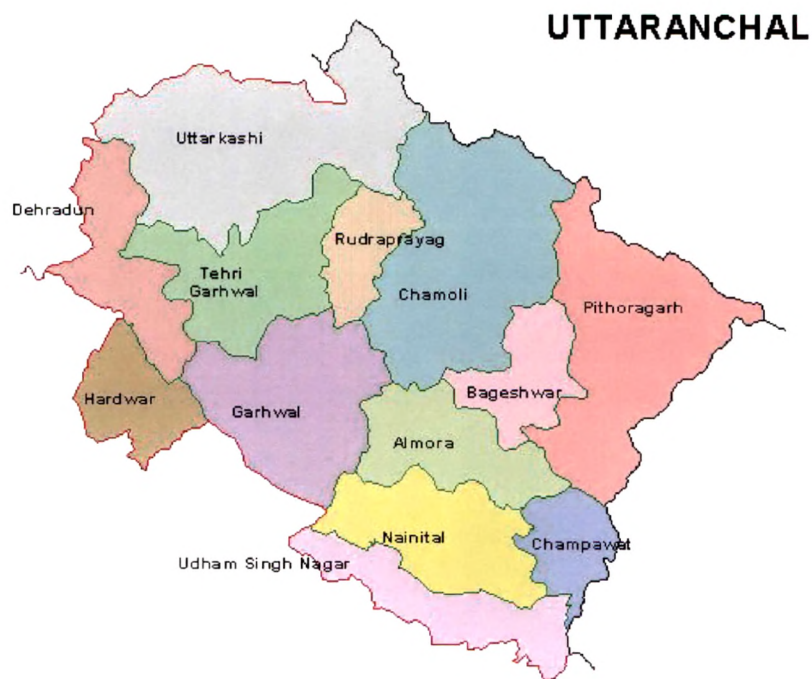 UTTARANCHAL
Uttarkashi
Dehradun
Rudraprayag
Tehri
Garhwal
Chamoli
Pithoragarh
Hardwar
Garhwal
Bageshwar
Almora
Nainital
Champawat
Udham Singh Nagar